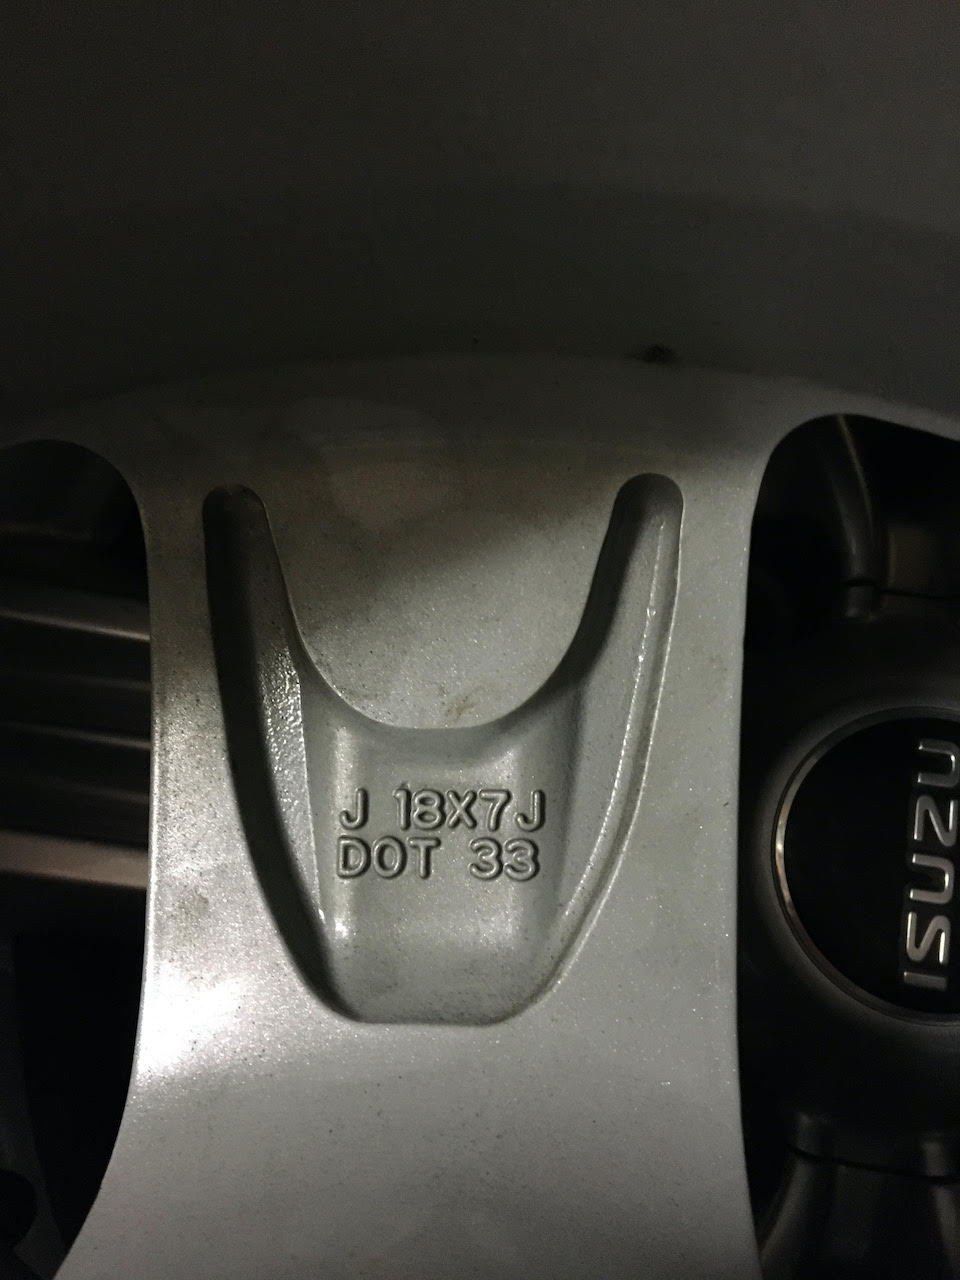 J 18X7J
DOT 33
ISUZU